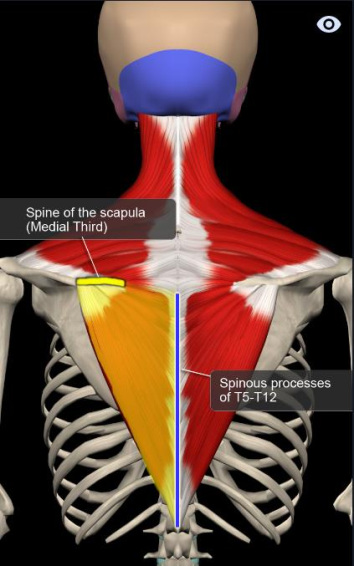 Spine of the scapula
(Medial Third)
Spinous processes
of T5-T12